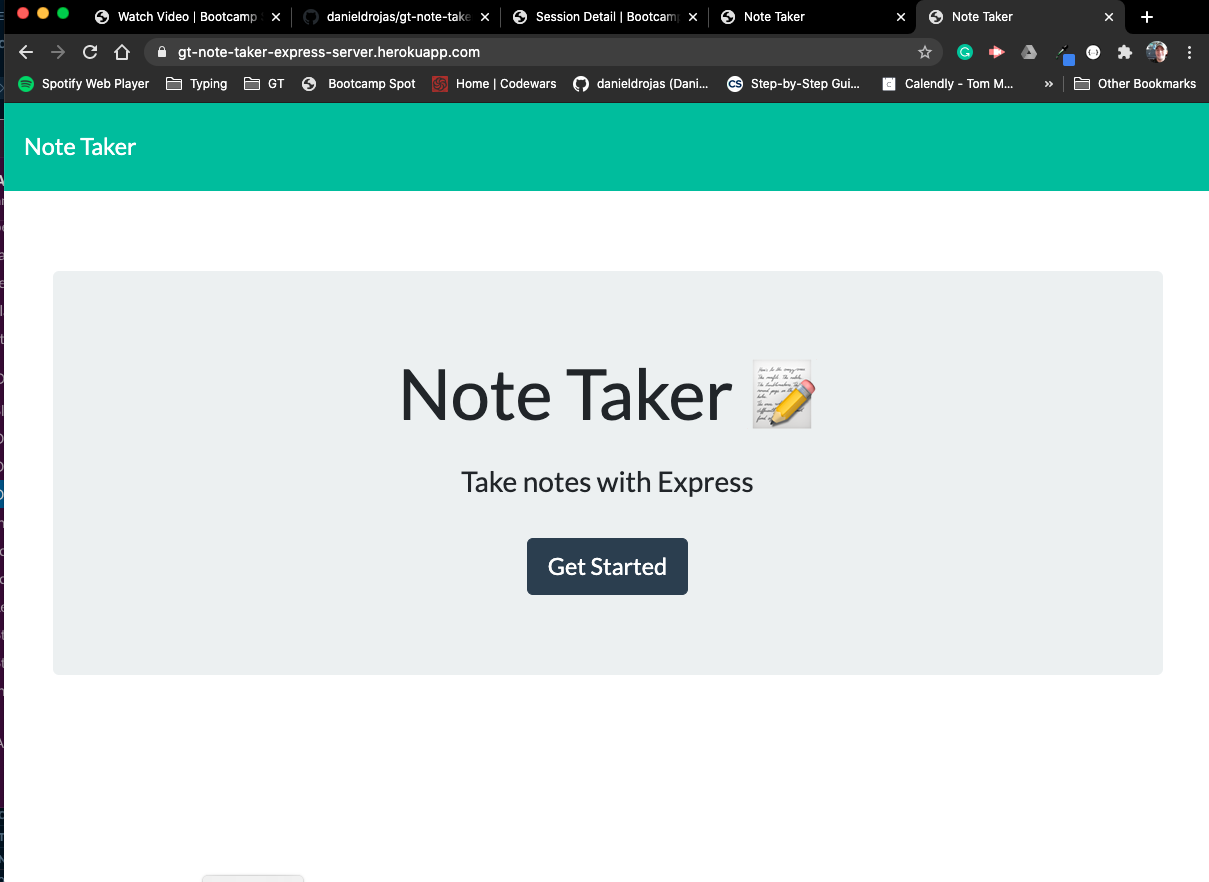 Watch Video | Bootcamp
danieldrojas/gt-note-take
Session Detail | Bootcamp
Note Taker
Note Taker
gt-note-taker-express-server.herokuapp.com
Spotify Web Player
Typing
GT
Bootcamp Spot
Home | Codewars
danieldrojas (Dani...
CS
Step-by-Step Gui...
Calendly - Tom M...
»
Other Bookmarks
Note Taker
Note Taker
Take notes with Express
Get Started